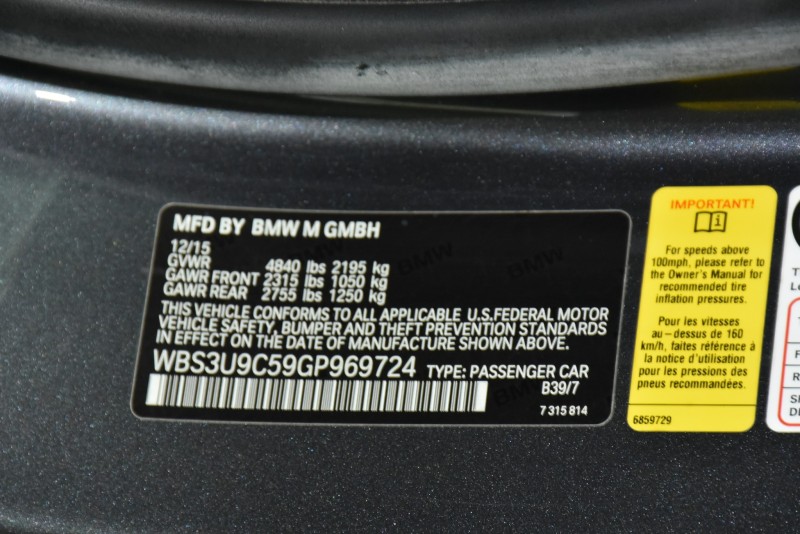 MFD BY BMW M GMBH
12/15
GVWR 4840 lbs 2195 kg
GAWR FRONT 2315 lbs 1050 kg
GAWR REAR 2755 lbs 1250 kg
THIS VEHICLE CONFORMS TO ALL APPLICABLE U.S.FEDERAL MOTOR
VEHICLE SAFETY, BUMPER AND THEFT PREVENTION STANDARDS
IN EFFECT ON THE DATE OF MANUFACTURE SHOWN ABOVE.
WBS3U9C59GP969724 TYPE: PASSENGER CAR
B39/7
7 315 814
BMW
BMW
BMW
IMPORTANT!
For speeds above
100mph, please refer to
the Owner's Manual for
recommended tire
inflation pressures.
Pour les vitesses
au–dessus de 160
km/h, faites référence à
la notice d'utilisation
pour les pressions des
pneus recommandées.
6859729